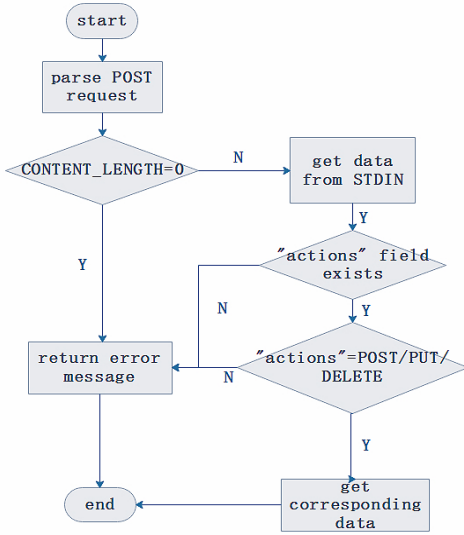 start
parse POST
request
CONTENT_LENGTH=0
N
get data
from STDIN
Y
"actions" field
exists
Y
N
Y
return error
message
"actions"=POST/PUT/
DELETE
N
Y
end
get
corresponding
data